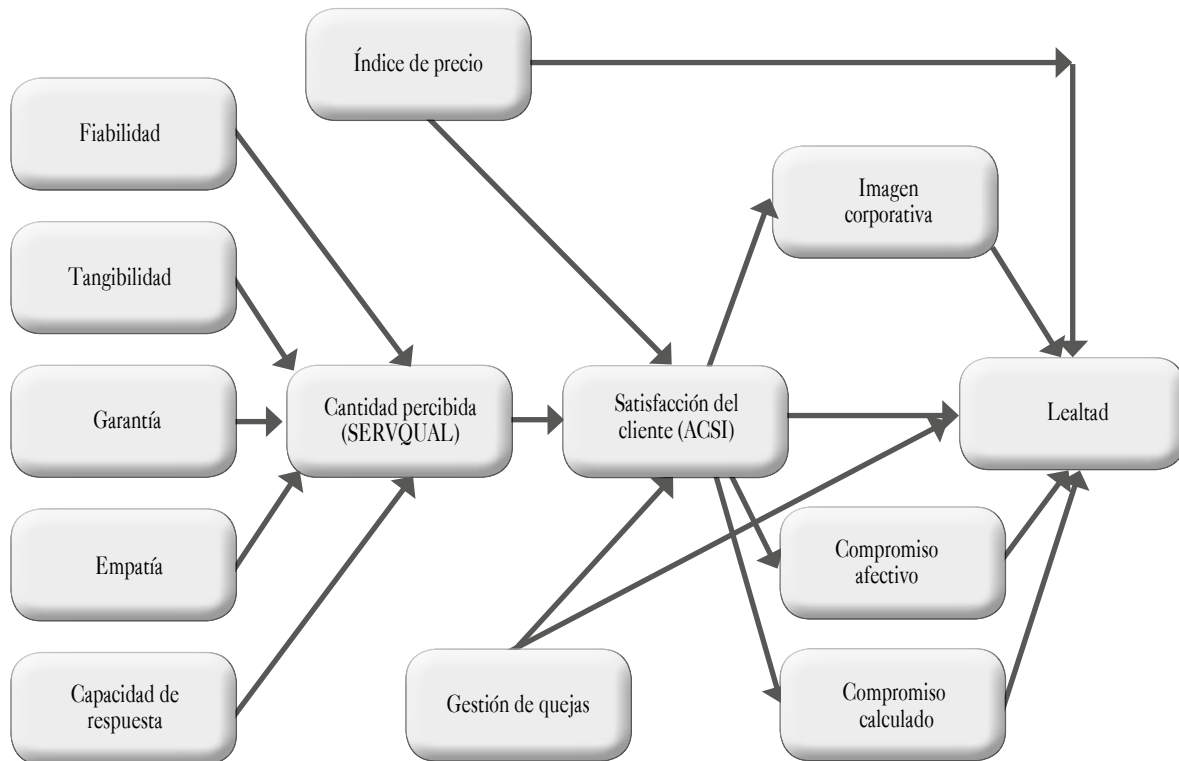 Índice de precio
Fiabilidad
Imagen
corporativa
Tangibilidad
Garantía
Cantidad percibida
(SERVQUAL)
Satisfacción del
cliente (ACSI)
Lealtad
Empatía
Compromiso
afectivo
Capacidad de
respuesta
Gestión de quejas
Compromiso
calculado